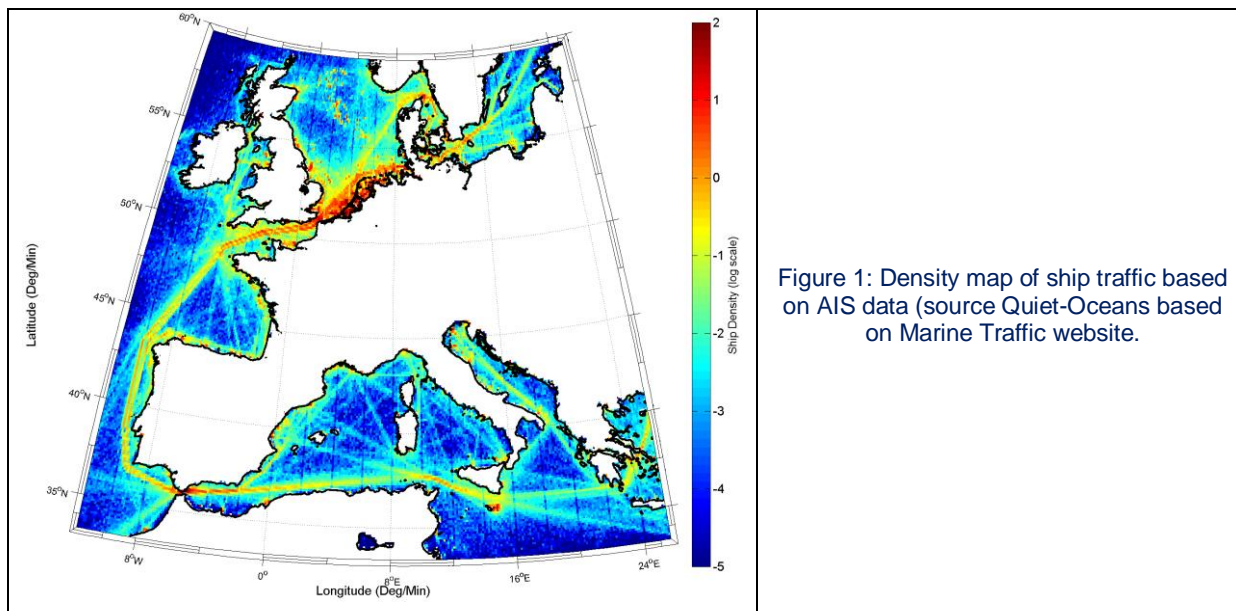 60°N
55°N
50°N
45°N
40°N
35°N
Latitude (Deg/Min)
8°W
0°
8°E
16°E
24°E
Longitude (Deg/Min)
2
1
0
-1
-2
-3
-4
-5
Ship Density (log scale)
Figure 1: Density map of ship traffic based
on AIS data (source Quiet-Oceans based
on Marine Traffic website.